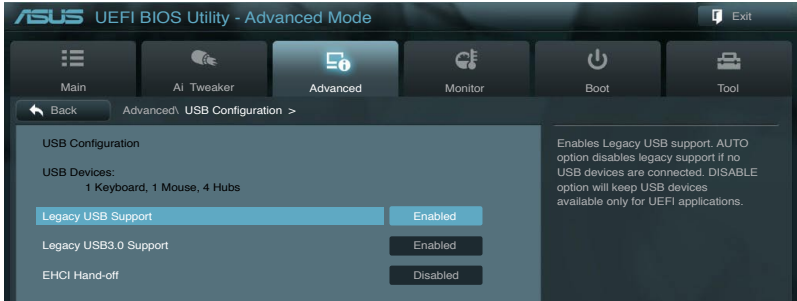 ASUS UEFI BIOS Utility - Advanced Mode
Exit
Main Ai Tweaker Advanced Monitor Boot Tool
Back Advanced\ USB Configuration >
USB Configuration
USB Devices:
1 Keyboard, 1 Mouse, 4 Hubs
Legacy USB Support Enabled
Legacy USB3.0 Support Enabled
EHCI Hand-off Disabled
Enables Legacy USB support. AUTO
option disables legacy support if no
USB devices are connected. DISABLE
option will keep USB devices
available only for UEFI applications.